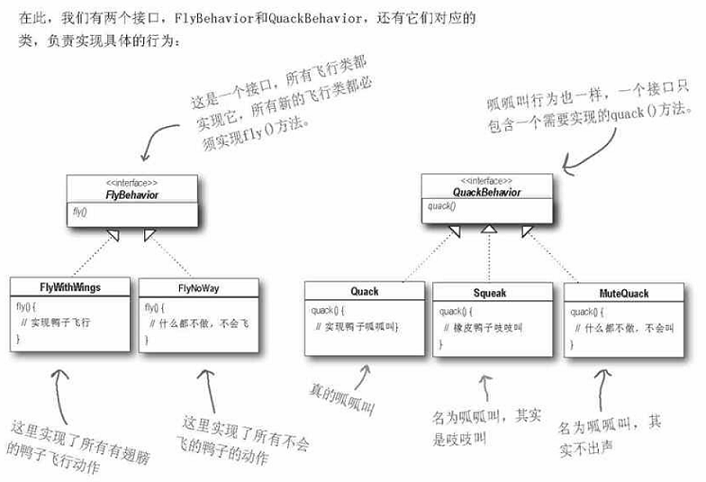 在此，我们有两个接口，FlyBehavior和QuackBehavior，还有它们对应的
类，负责实现具体的行为：
这是一个接口，所有飞行类都
实现它，所有新的飞行类都必
须实现fly()方法。
呱呱叫行为也一样，一个接口只
包含一个需要实现的quack()方法。
<<interface>>
FlyBehavior
fly()
<<interface>>
QuackBehavior
quack()
FlyWithWings
fly() {
// 实现鸭子飞行
}
FlyNoWay
fly() {
// 什么都不做，不会飞
}
Quack
quack() {
// 实现鸭子呱呱叫}
Squeak
quack() {
// 橡皮鸭子吱吱叫
}
MuteQuack
quack() {
// 什么都不做，不会叫
}
这里实现了所有有翅膀
的鸭子飞行动作
这里实现了所有不会
飞的鸭子的动作
真的呱呱叫
名为呱呱叫，其实
是吱吱叫
名为呱呱叫，其
实不出声